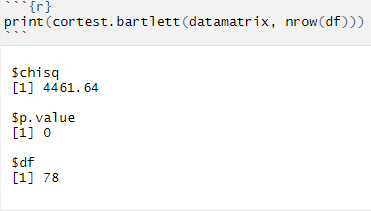 ```{r}
print(cortest.bartlett(datamatrix, nrow(df)))
```
$chisq
[1] 4461.64
$p.value
[1] 0
$df
[1] 78